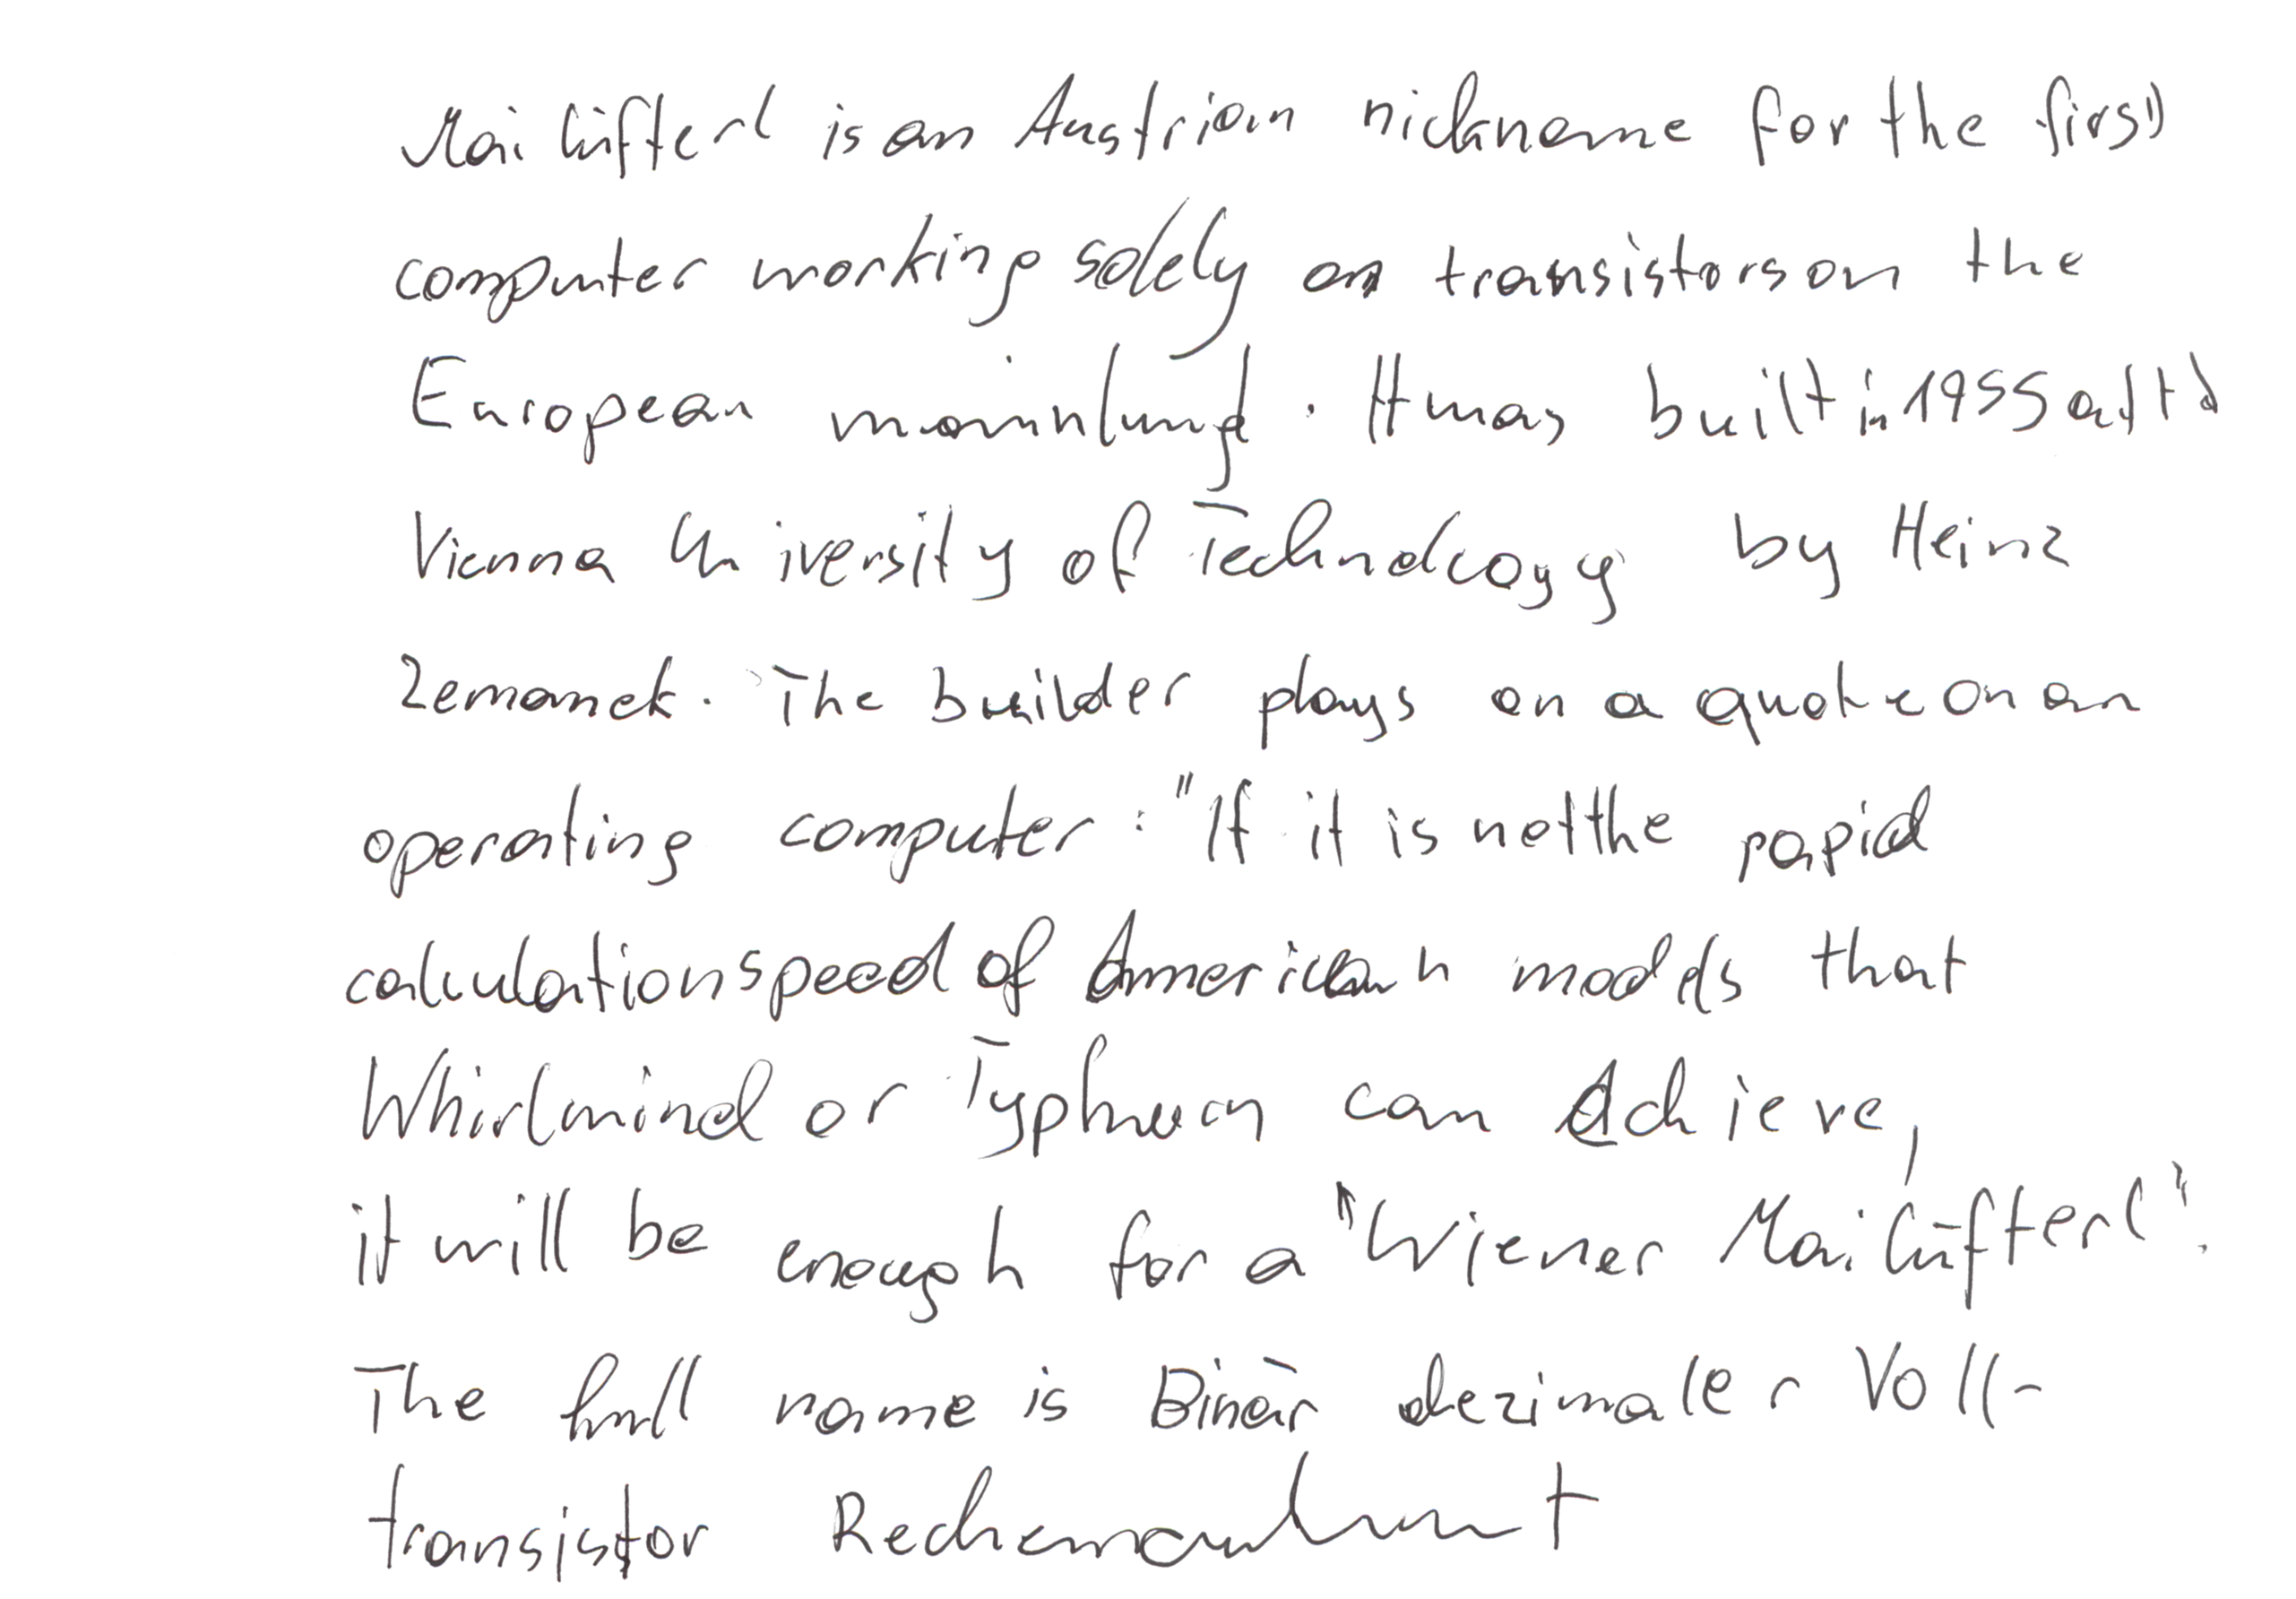 Mailüfterl is an Austrian nickname for the first
computer working solely on transistors on the
European mainland. It was built in 1955 at the
Vienna University of Technology by Heinz
Zemanek. The builder plays on a quote on an
operating computer: "If it is not the rapid
calculation speed of American models that
Whirlwind or Typhoon can achieve,
it will be enough for a "Wiener Mailüfterl".
The full name is Binär dezimaler Voll-
transistor